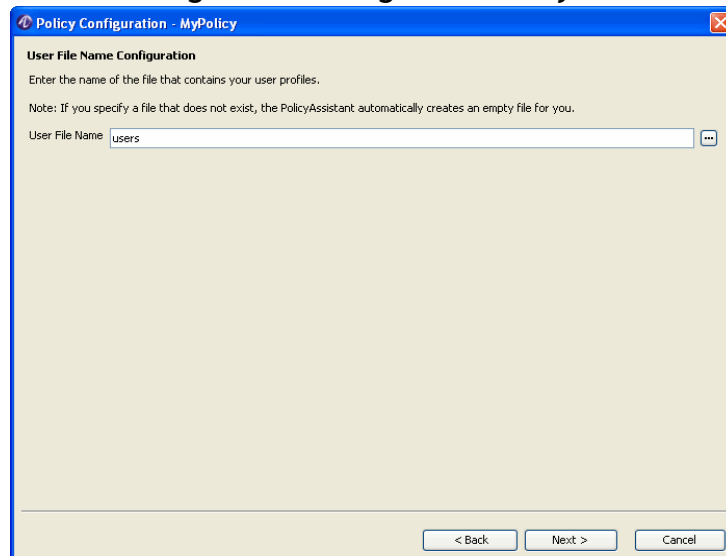 Policy Configuration - MyPolicy
User File Name Configuration
Enter the name of the file that contains your user profiles.
Note: If you specify a file that does not exist, the PolicyAssistant automatically creates an empty file for you.
User File Name users ...
< Back Next > Cancel